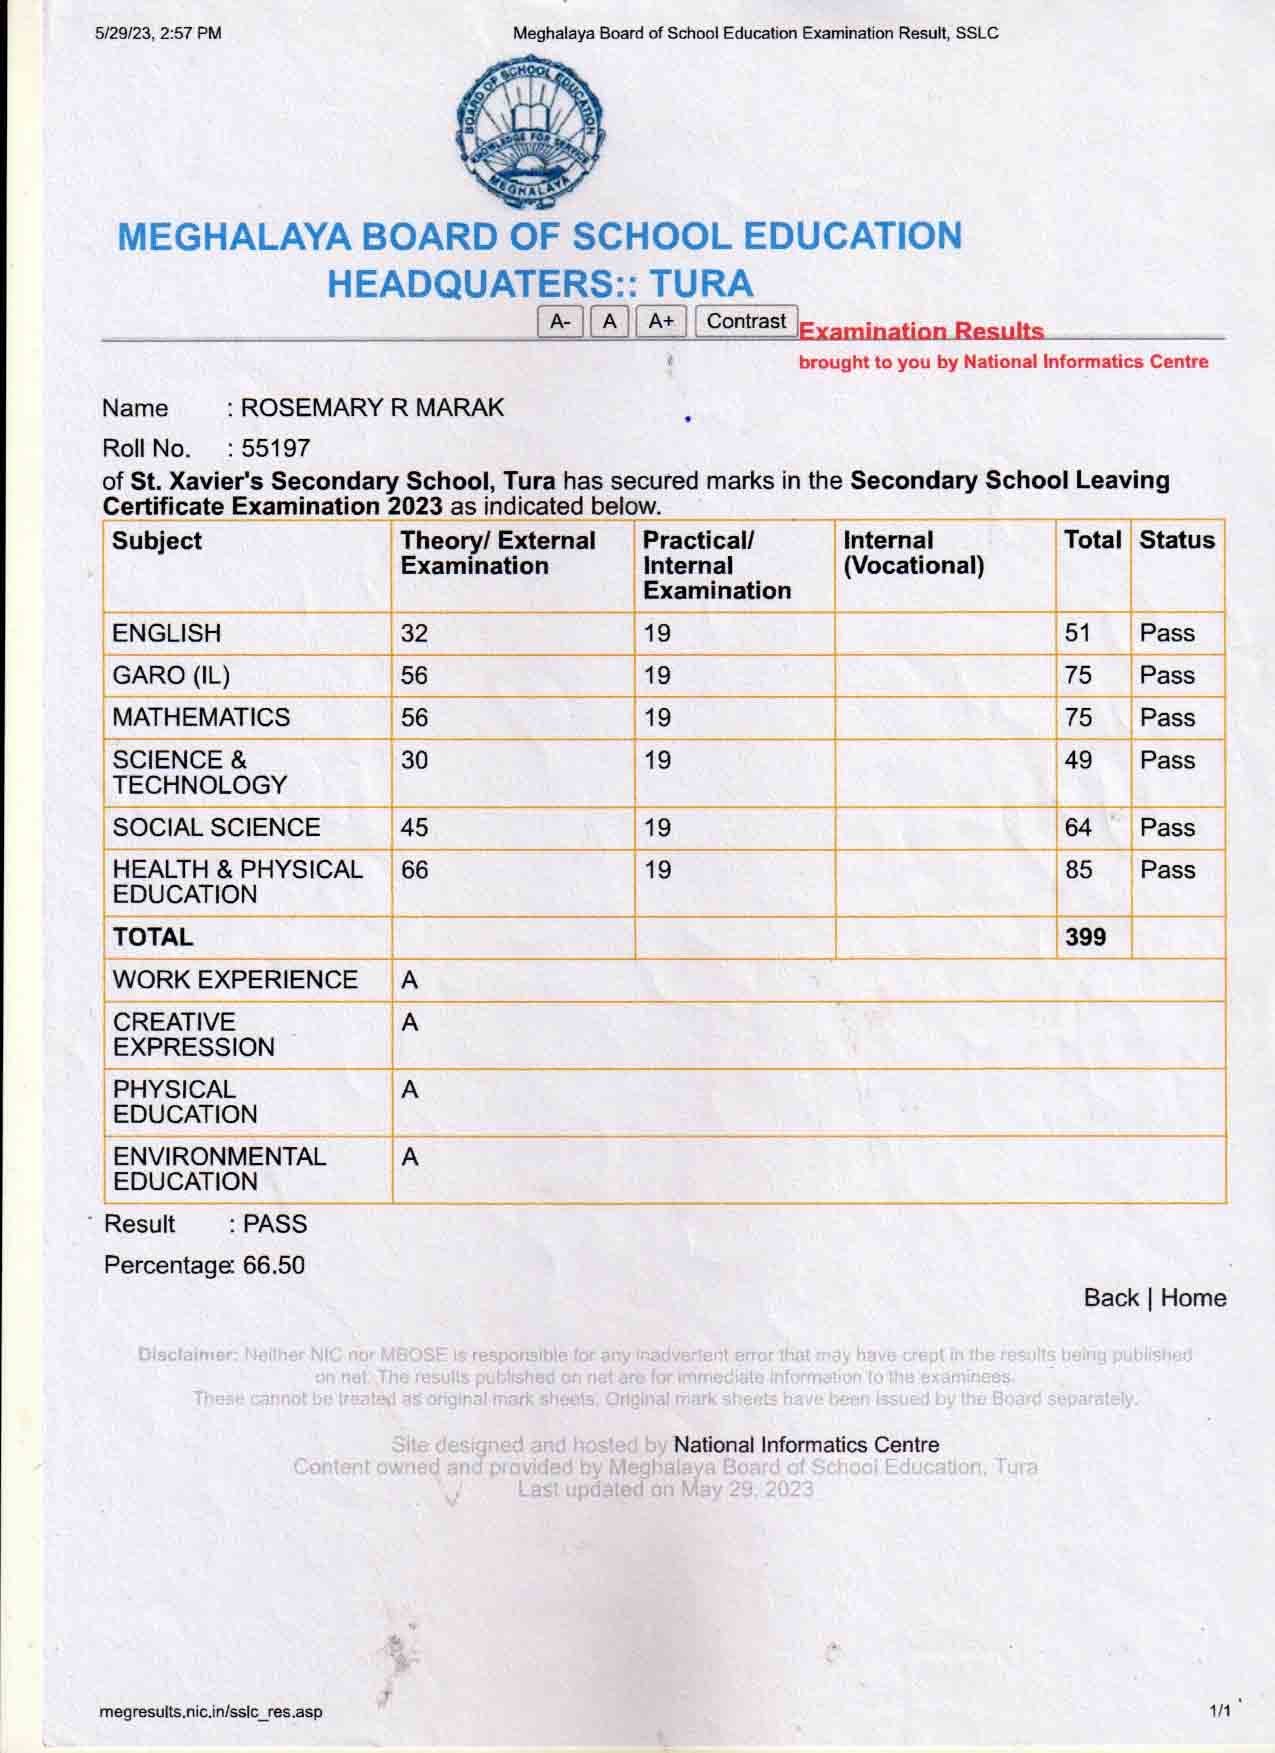 5/29/23, 2:57 PM Meghalaya Board of School Education Examination Result, SSLC
BOARD OF SCHOOL EDUCATION
KNOWLEDGE FOR SERVICE
MEGHALAYA
MEGHALAYA BOARD OF SCHOOL EDUCATION
HEADQUATERS:: TURA
A- A A+ Contrast Examination Results
brought to you by National Informatics Centre
Name : ROSEMARY R MARAK
Roll No. : 55197
of St. Xavier's Secondary School, Tura has secured marks in the Secondary School Leaving
Certificate Examination 2023 as indicated below.
Subject Theory/ External Practical/ Internal Total Status
Examination Internal (Vocational)
Examination
ENGLISH 32 19 51 Pass
GARO (IL) 56 19 75 Pass
MATHEMATICS 56 19 75 Pass
SCIENCE & 30 19 49 Pass
TECHNOLOGY
SOCIAL SCIENCE 45 19 64 Pass
HEALTH & PHYSICAL 66 19 85 Pass
EDUCATION
TOTAL 399
WORK EXPERIENCE A
CREATIVE A
EXPRESSION
PHYSICAL A
EDUCATION
ENVIRONMENTAL A
EDUCATION
Result : PASS
Percentage: 66.50
Back | Home
Disclaimer: Neither NIC nor MBOSE is responsible for any inadvertent error that may have crept in the results being published
on net. The results published on net are for immediate information to the examinees.
These cannot be treated as original mark sheets. Original mark sheets have been issued by the Board separately.
Site designed and hosted by National Informatics Centre
Content owned and provided by Meghalaya Board of School Education, Tura
Last updated on May 29, 2023
megresults.nic.in/sslc_res.asp 1/1